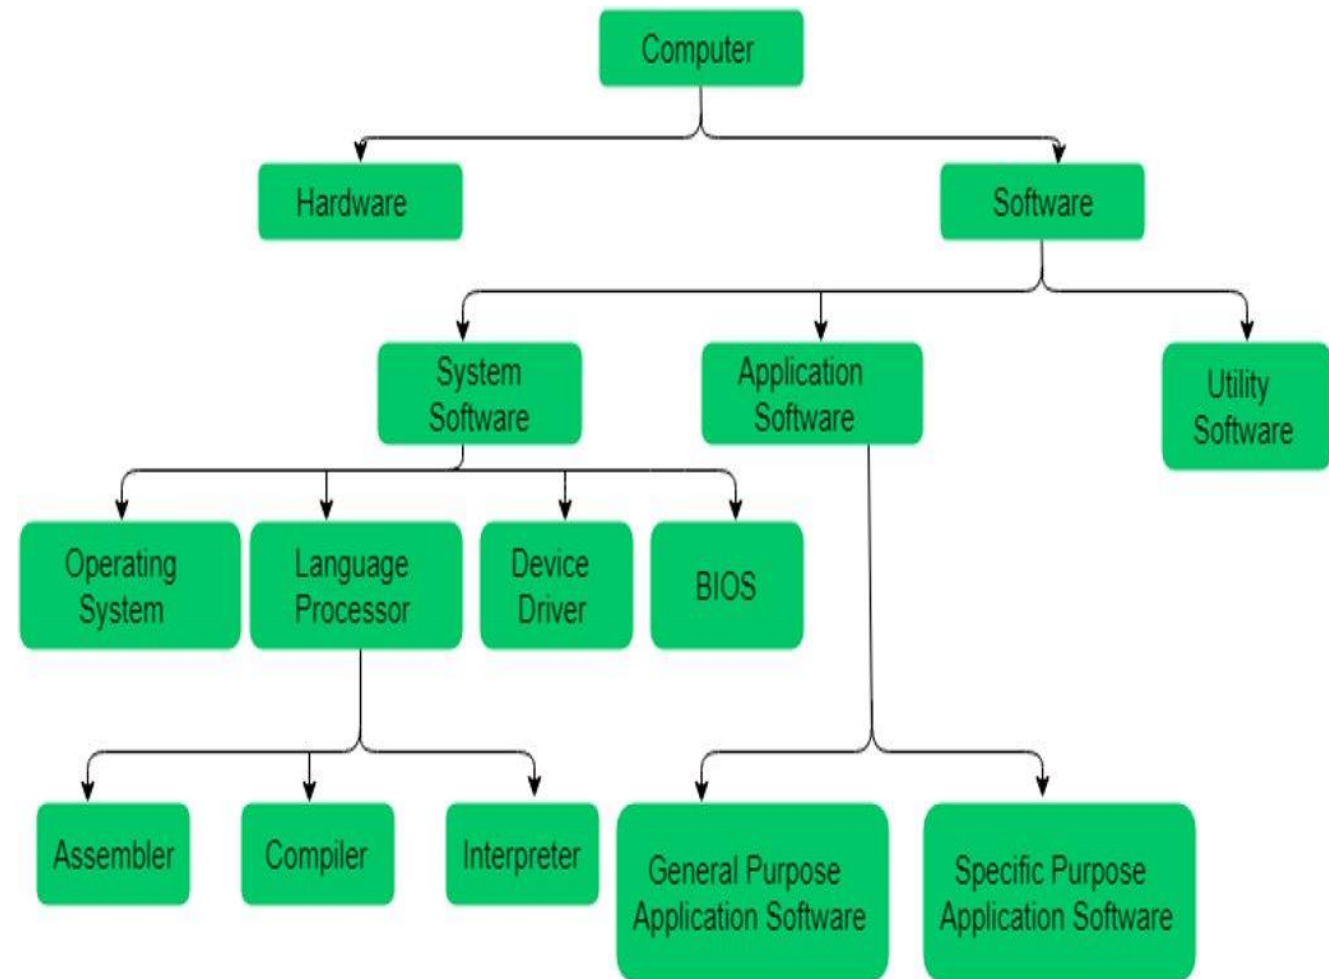 Computer
Hardware
Software
System
Software
Application
Software
Utility
Software
Operating
System
Language
Processor
Device
Driver
BIOS
Assembler
Compiler
Interpreter
General Purpose
Application Software
Specific Purpose
Application Software